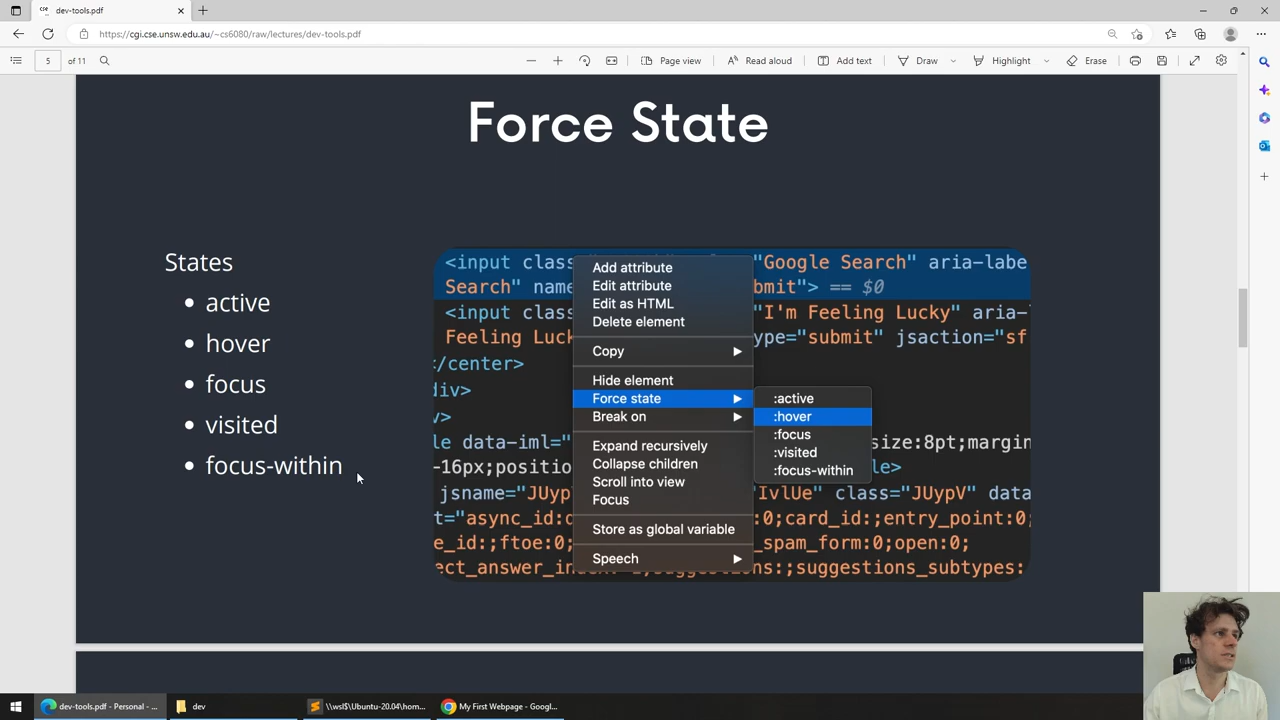 dev-tools.pdf
https://cgi.cse.unsw.edu.au/~cs6080/raw/lectures/dev-tools.pdf
5 of 11
Page view
Read aloud
Add text
Draw
Highlight
Erase
Force State
States
active
hover
focus
visited
focus-within
<input class "Google Search" aria-labe
Search" name bmit"> == $0
<input class "I'm Feeling Lucky" aria-
Feeling Luck ype="submit" jsaction="sf
/center>
div>
le data-iml=" size:8pt;margin
-16px;position le>
jsname="JUyp IvlUe" class="JUypV" data
t="async_id:d :0;card_id:;entry_point:0;
e_id:;ftoe:0; _spam_form:0;open:0;
ect_answer_inde suggestions:;suggestions_subtypes:
Add attribute
Edit attribute
Edit as HTML
Delete element
Copy
Hide element
Force state
Break on
Expand recursively
Collapse children
Scroll into view
Focus
Store as global variable
Speech
:active
:hover
:focus
:visited
:focus-within
dev-tools.pdf - Personal - ...
dev
\\wsl$\Ubuntu-20.04\hom...
My First Webpage - Googl...